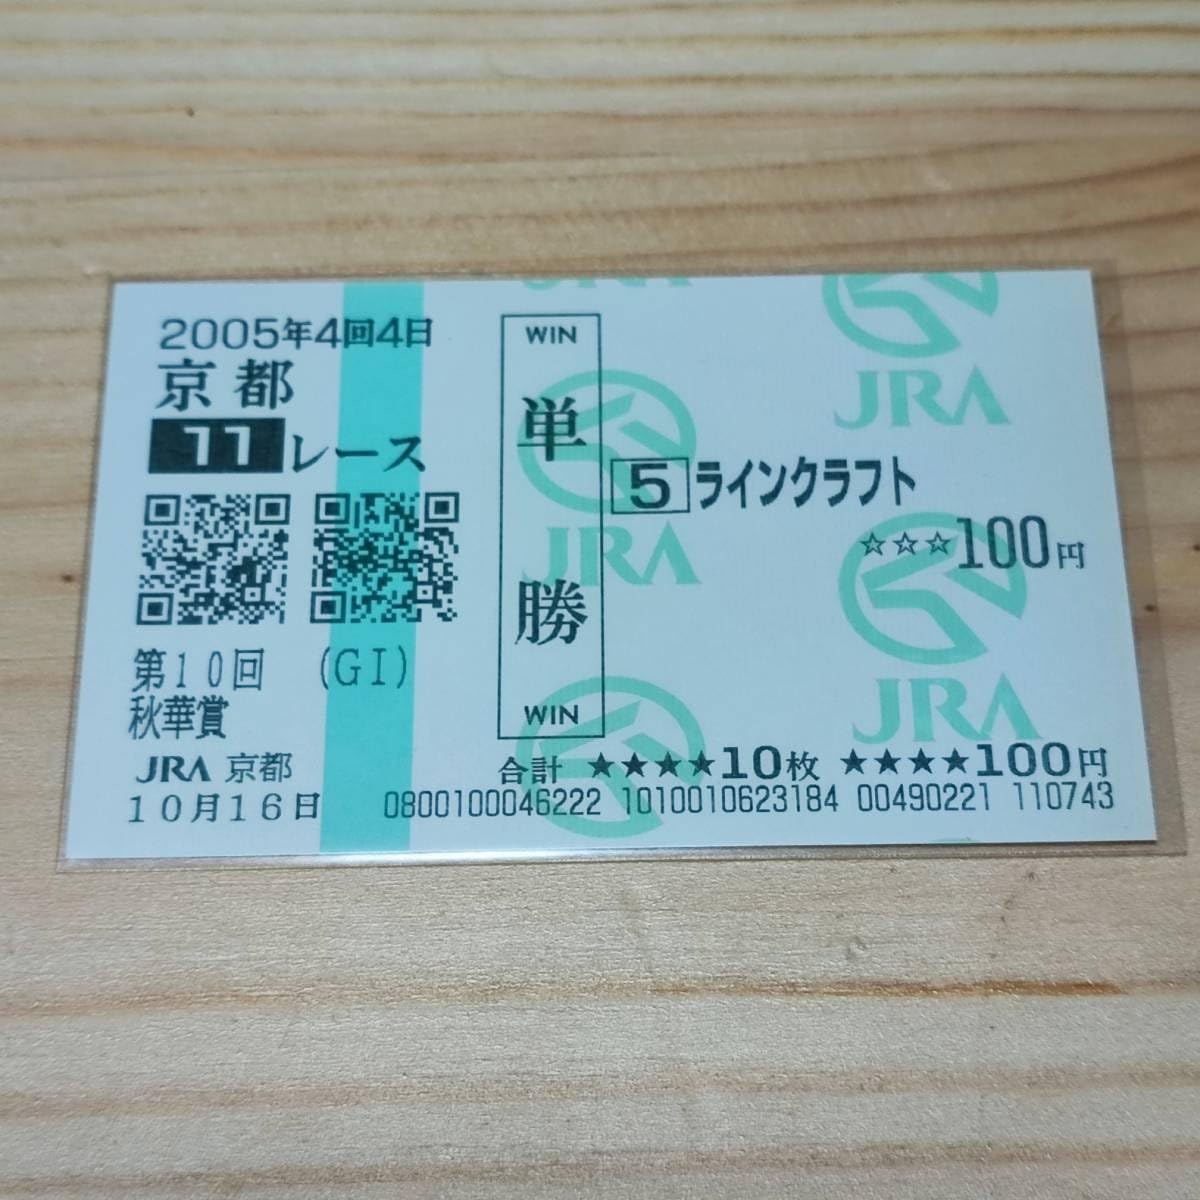 2005年4回4日
京都
11レース
第10回 (GI)
秋華賞
JRA 京都
10月16日
WIN
単勝
WIN
5 ラインクラフト
☆☆☆100円
合計 ★★★★10枚 ★★★★100円
0800100046222 1010010623184 00490221 110743
JRA
JRA
JRA
JRA